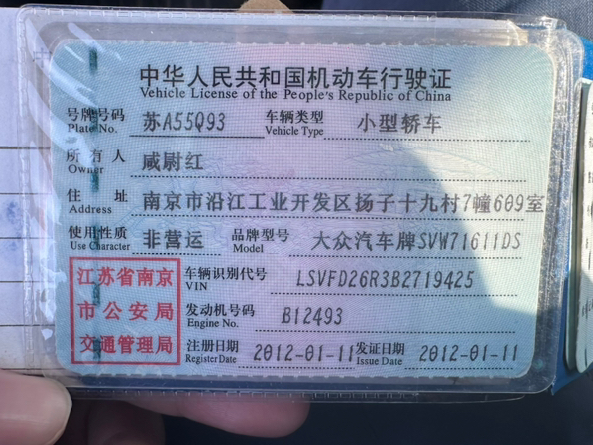 中华人民共和国机动车行驶证
Vehicle License of the People's Republic of China
号牌号码 苏A55Q93 车辆类型 小型轿车
Plate No. Vehicle Type
所有人 咸尉红
Owner
住址 南京市沿江工业开发区扬子十九村7幢609室
Address
使用性质 非营运 品牌型号 大众汽车牌SVW71611DS
Use Character Model
江苏省南京
市公安局
交通管理局
车辆识别代号 LSVFD26R3B2719425
VIN
发动机号码 B12493
Engine No.
注册日期 2012-01-11 发证日期 2012-01-11
Register Date Issue Date